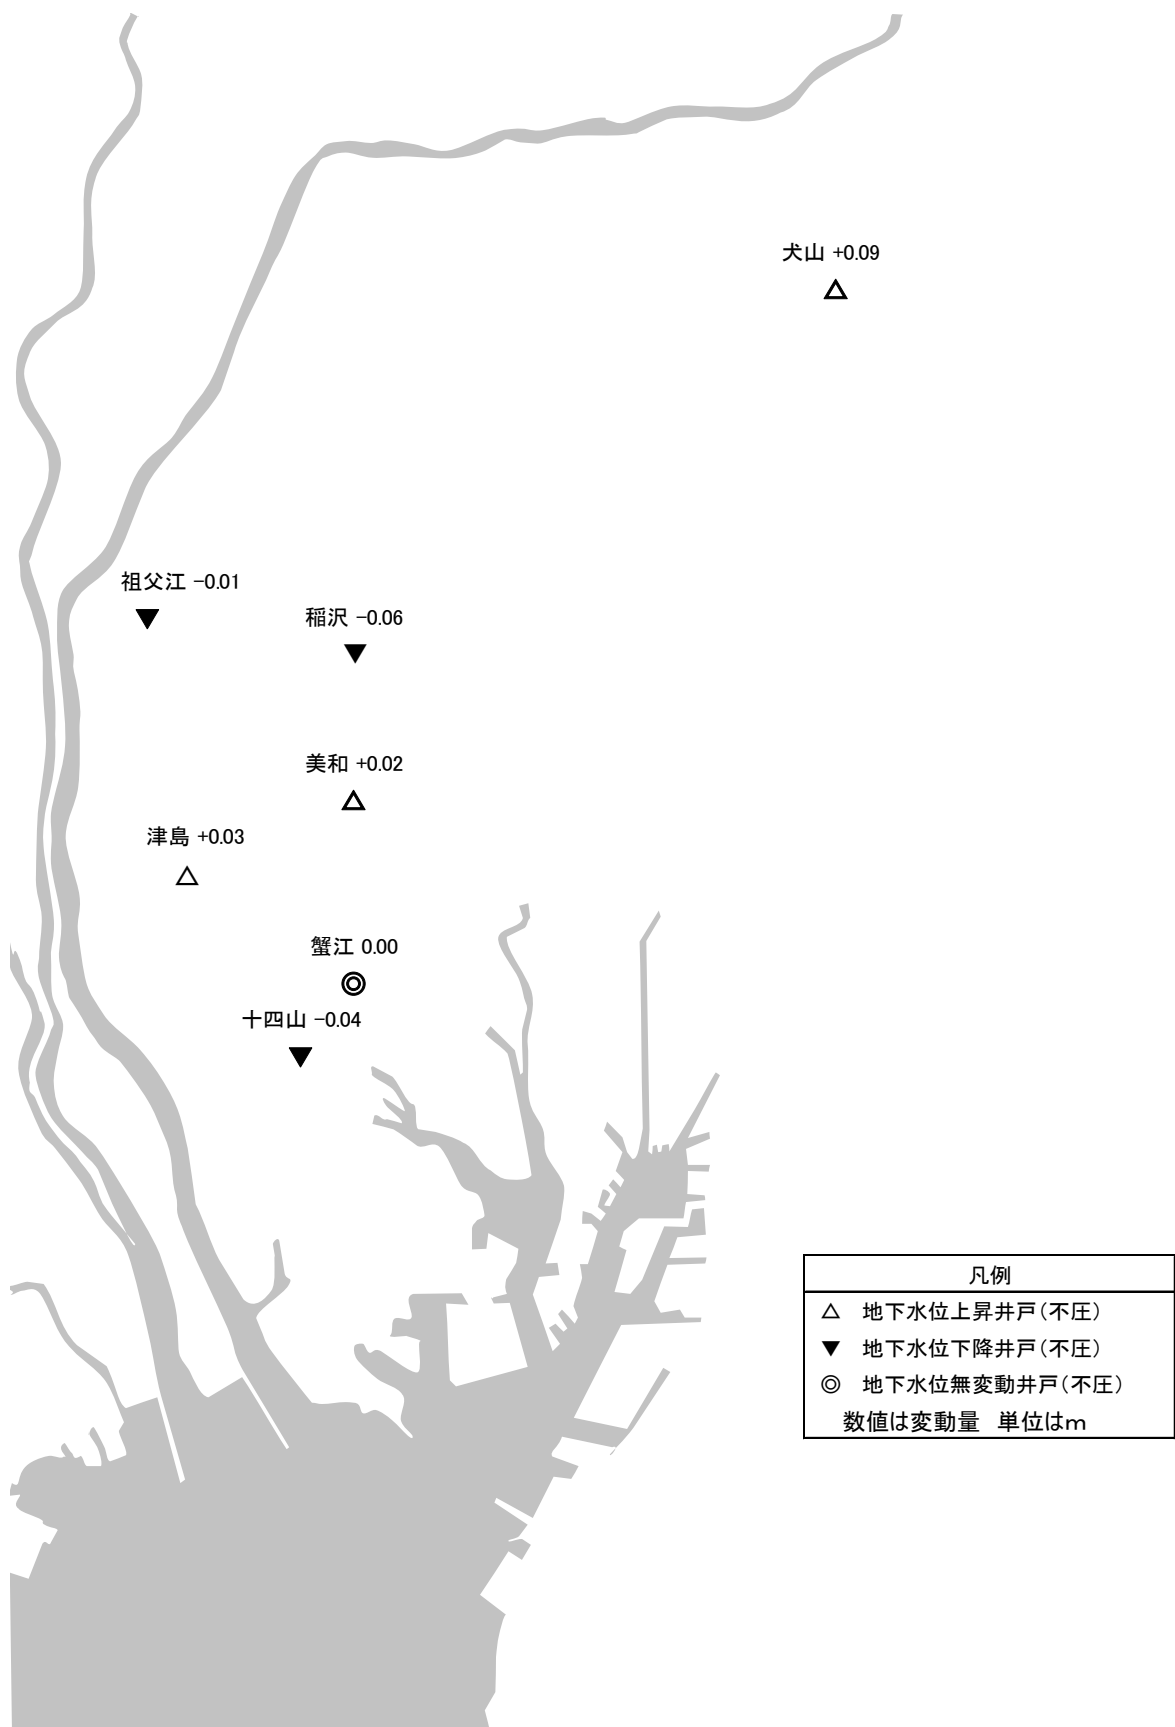 犬山 +0.09
祖父江 −0.01
稲沢 −0.06
美和 +0.02
津島 +0.03
蟹江 0.00
十四山 −0.04
凡例
△ 地下水位上昇井戸(不圧)
▼ 地下水位下降井戸(不圧)
◎ 地下水位無変動井戸(不圧)
数値は変動量 単位はm